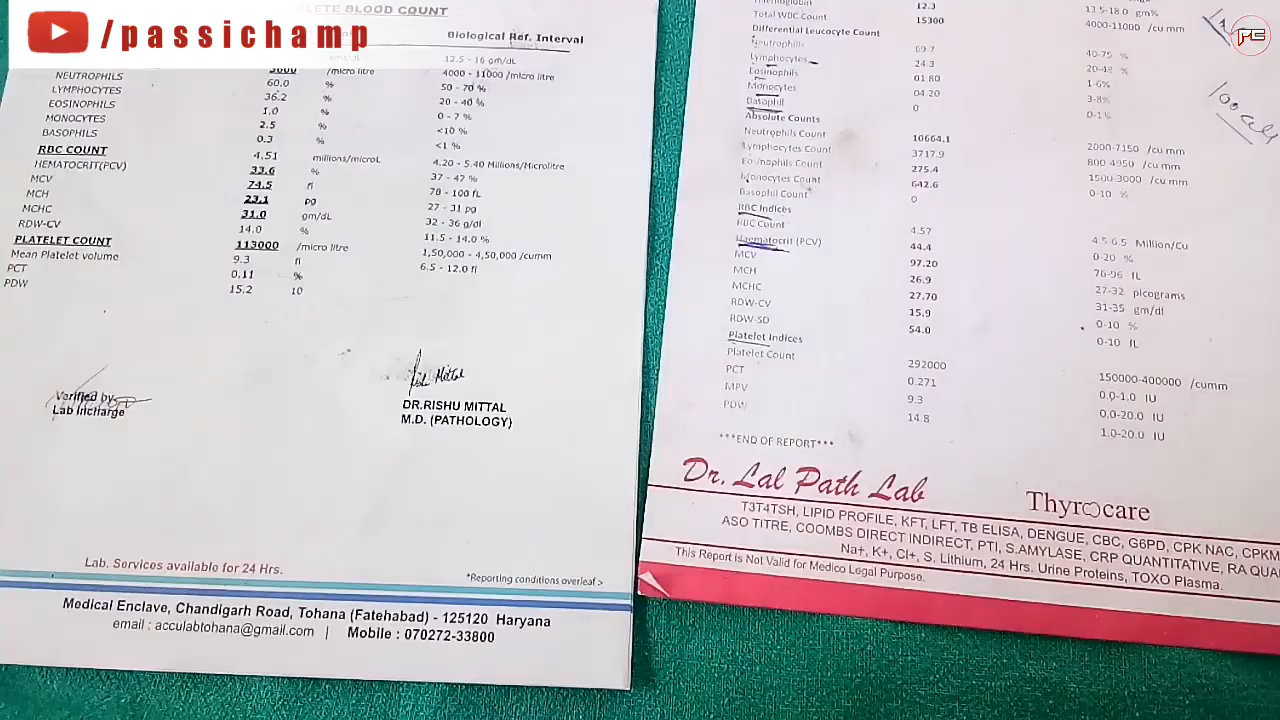 /passichamp
LETE BLOOD COUNT
Biological Ref. Interval
12.5 - 16 gm/dL
/micro litre 4000 - 11000 /micro litre
NEUTROPHILS 60.0 % 50 - 70 %
LYMPHOCYTES 36.2 % 20 - 40 %
EOSINOPHILS 1.0 % 0 - 7 %
MONOCYTES 2.5 % <10 %
BASOPHILS 0.3 % <1 %
RBC COUNT 4.51 millions/microL 4.20 - 5.40 Millions/Microlitre
HEMATOCRIT(PCV) 33.6 % 37 - 47 %
MCV 74.5 fl 78 - 100 fL
MCH 23.1 pg 27 - 31 pg
MCHC 31.0 gm/dL 32 - 36 g/dl
RDW-CV 14.0 % 11.5 - 14.0 %
PLATELET COUNT 113000 /micro litre 1,50,000 - 4,50,000 /cumm
Mean Platelet volume 9.3 fl 6.5 - 12.0 fl
PCT 0.11 %
PDW 15.2 10
Verified by
Lab Incharge
DR.RISHU MITTAL
M.D. (PATHOLOGY)
Lab. Services available for 24 Hrs.
*Reporting conditions overleaf >
Medical Enclave, Chandigarh Road, Tohana (Fatehabad) - 125120 Haryana
email : acculabtohana@gmail.com | Mobile : 070272-33800
12.3 13.5-18.0 gm%
Total WBC Count 15300 4000-11000 /cu mm
Differential Leucocyte Count
Neutrophils 69.7 40-75 %
Lymphocytes 24.3 20-48 %
Eosinophils 01.80 1-6%
Monocytes 04.20 3-8%
Basophil 0 0-1%
Absolute Counts
Neutrophils Count 10664.1 2000-7150 /cu mm
Lymphocytes Count 3717.9 800-4950 /cu mm
Eosinophils Count 275.4 1500-3000 /cu mm
Monocytes Count 642.6 0-10 %
Basophil Count 0
RBC Indices
RBC Count 4.57 4.5-6.5 Million/Cu
Haematocrit (PCV) 44.4 0-20 %
MCV 97.20 76-96 fL
MCH 26.9 27-32 picograms
MCHC 27.70 31-35 gm/dl
RDW-CV 15.9 0-10 %
RDW-SD 54.0 0-10 fL
Platelet Indices
Platelet Count 292000 150000-400000 /cumm
PCT 0.271 0.0-1.0 IU
MPV 9.3 0.0-20.0 IU
PDW 14.8 1.0-20.0 IU
***END OF REPORT***
Dr. Lal Path Lab Thyrocare
T3T4TSH, LIPID PROFILE, KFT, LFT, TB ELISA, DENGUE, CBC, G6PD, CPK NAC, CPKM
ASO TITRE, COOMBS DIRECT INDIRECT, PTI, S.AMYLASE, CRP QUANTITATIVE, RA QUA
Na+, K+, Cl+, S, Lithium, 24 Hrs. Urine Proteins, TOXO Plasma.
This Report is Not Valid for Medico Legal Purpose.